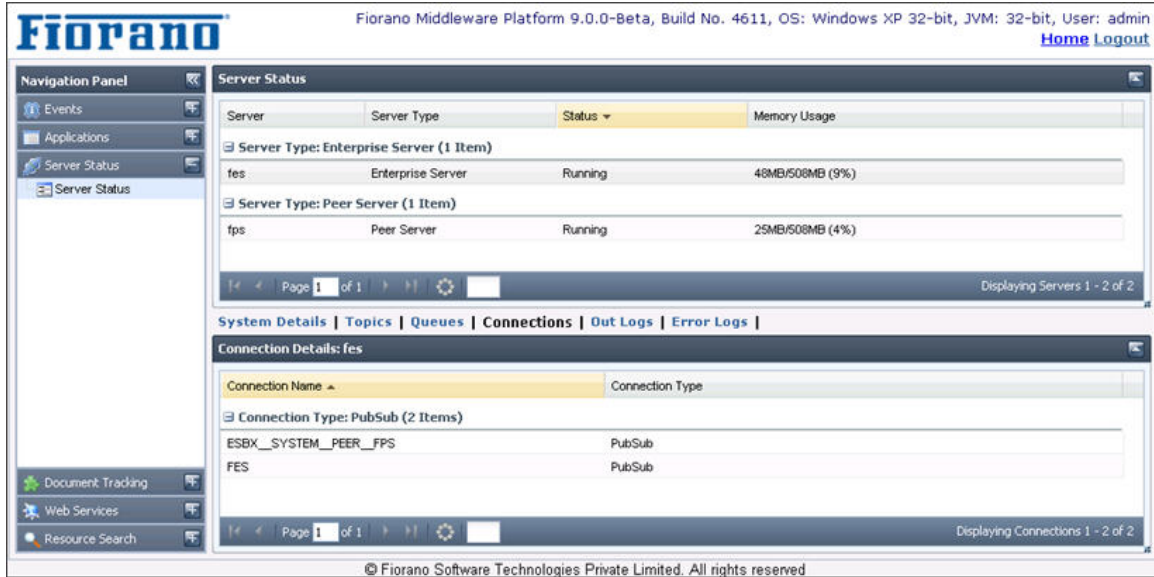 Fiorano
Fiorano Middleware Platform 9.0.0-Beta, Build No. 4611, OS: Windows XP 32-bit, JVM: 32-bit, User: admin
Home Logout
Navigation Panel
Events
Applications
Server Status
Server Status
Document Tracking
Web Services
Resource Search
Server Status
Server Server Type Status Memory Usage
Server Type: Enterprise Server (1 Item)
fes Enterprise Server Running 48MB/508MB (9%)
Server Type: Peer Server (1 Item)
fps Peer Server Running 25MB/508MB (4%)
Page 1 of 1 Displaying Servers 1 - 2 of 2
System Details | Topics | Queues | Connections | Out Logs | Error Logs |
Connection Details: fes
Connection Name Connection Type
Connection Type: PubSub (2 Items)
ESBX__SYSTEM__PEER__FPS PubSub
FES PubSub
Page 1 of 1 Displaying Connections 1 - 2 of 2
© Fiorano Software Technologies Private Limited. All rights reserved